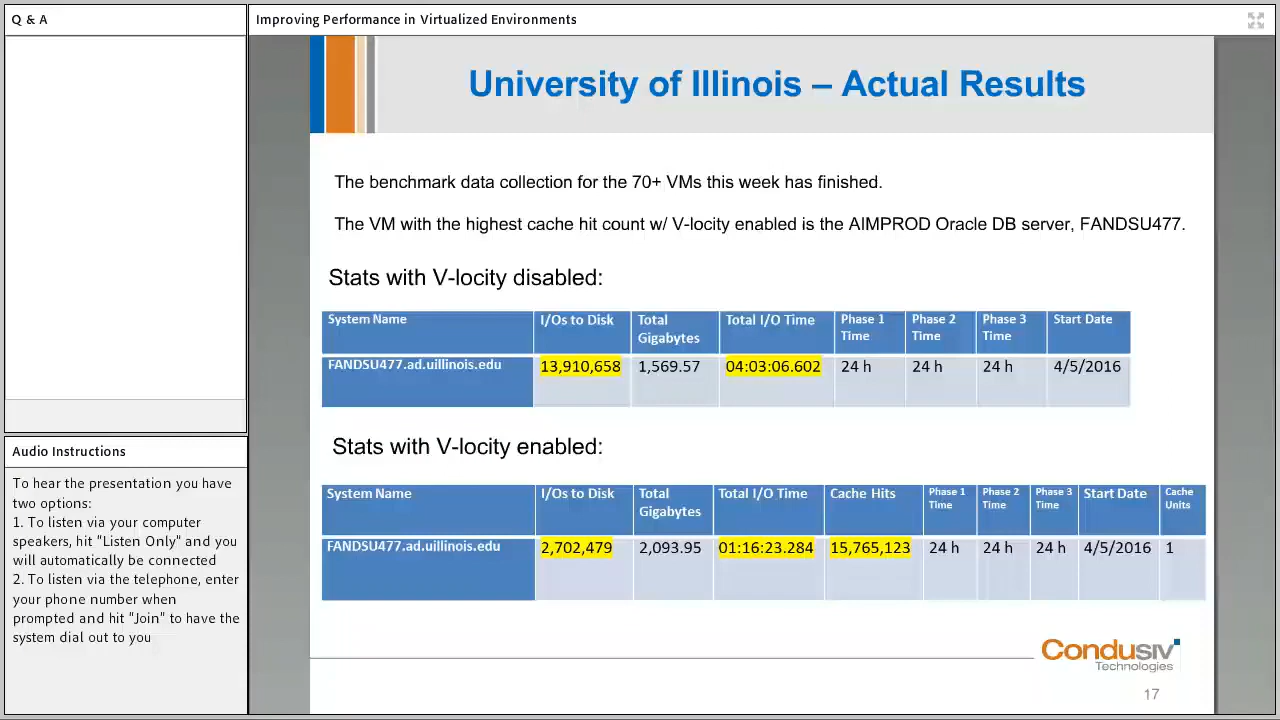 Q & A
Improving Performance in Virtualized Environments
University of Illinois – Actual Results
The benchmark data collection for the 70+ VMs this week has finished.
The VM with the highest cache hit count w/ V-locity enabled is the AIMPROD Oracle DB server, FANDSU477.
Stats with V-locity disabled:
System Name I/Os to Disk Total Gigabytes Total I/O Time Phase 1 Time Phase 2 Time Phase 3 Time Start Date
FANDSU477.ad.uillinois.edu 13,910,658 1,569.57 04:03:06.602 24 h 24 h 24 h 4/5/2016
Stats with V-locity enabled:
System Name I/Os to Disk Total Gigabytes Total I/O Time Cache Hits Phase 1 Time Phase 2 Time Phase 3 Time Start Date Cache Units
FANDSU477.ad.uillinois.edu 2,702,479 2,093.95 01:16:23.284 15,765,123 24 h 24 h 24 h 4/5/2016 1
Condusiv
Technologies
17
Audio Instructions
To hear the presentation you have
two options:
1. To listen via your computer
speakers, hit "Listen Only" and you
will automatically be connected
2. To listen via the telephone, enter
your phone number when
prompted and hit "Join" to have the
system dial out to you